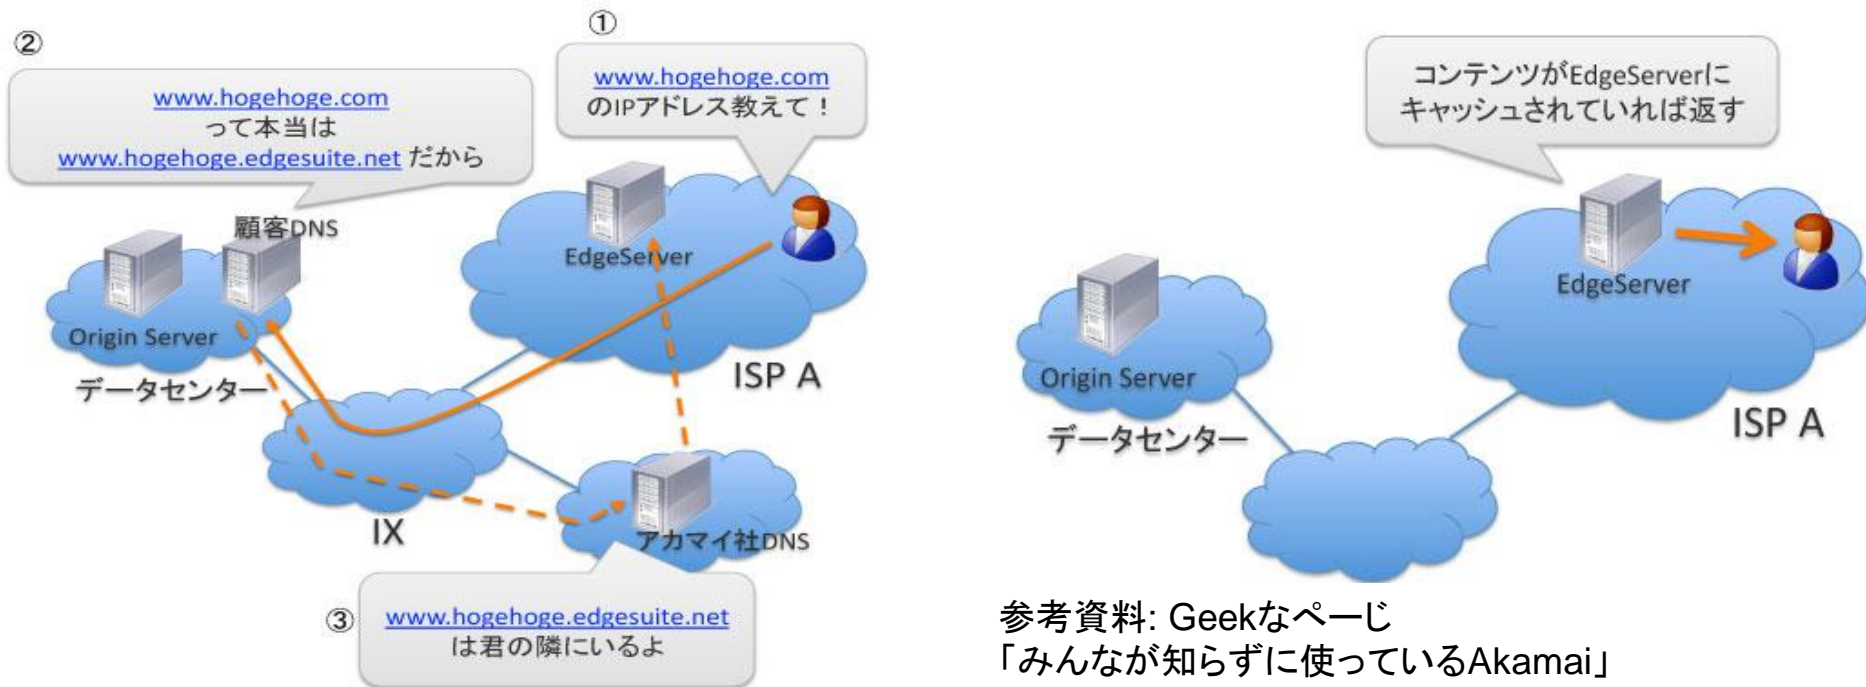 ①
www.hogehoge.com
のIPアドレス教えて！
②
www.hogehoge.com
って本当は
www.hogehoge.edgesuite.net だから
顧客DNS
Origin Server
データセンター
EdgeServer
ISP A
IX
アカマイ社DNS
③
www.hogehoge.edgesuite.net
は君の隣にいるよ
コンテンツがEdgeServerに
キャッシュされていれば返す
EdgeServer
Origin Server
データセンター
ISP A
参考資料: Geekなぺーじ
「みんなが知らずに使っているAkamai」